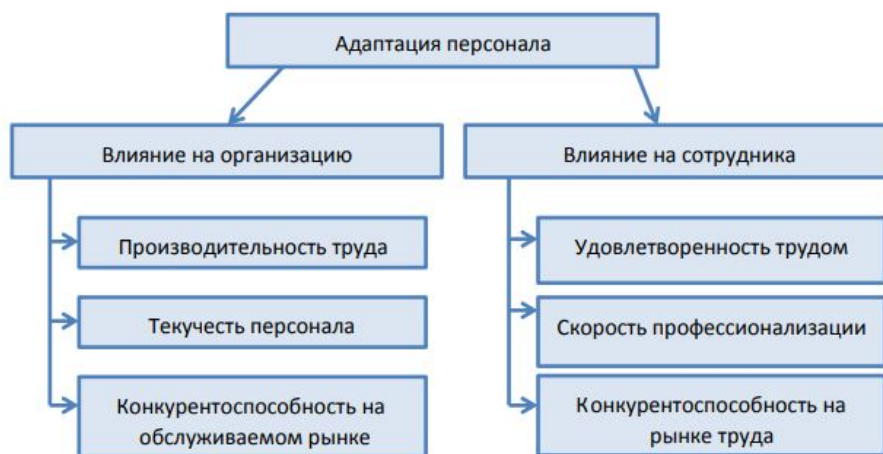 Адаптация персонала
Влияние на организацию
Производительность труда
Текучесть персонала
Конкурентоспособность на
обслуживаемом рынке
Влияние на сотрудника
Удовлетворенность трудом
Скорость профессионализации
Конкурентоспособность на
рынке труда